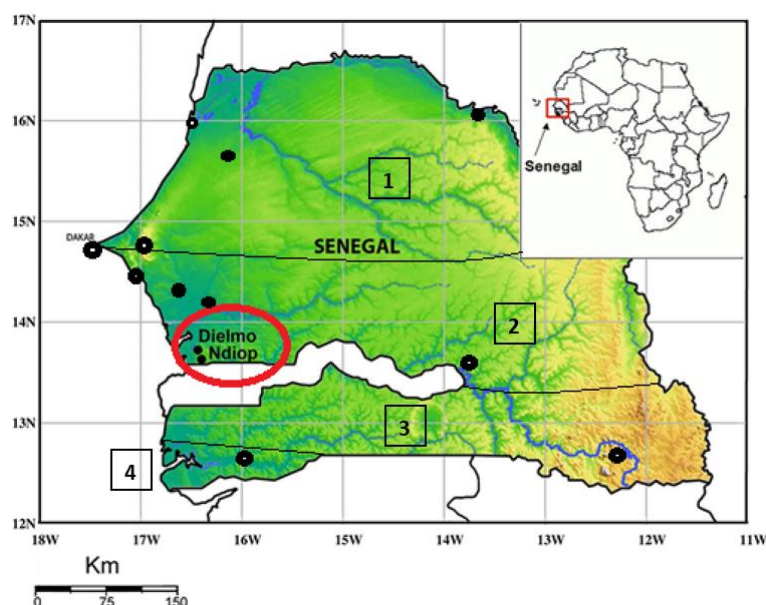 17N
16N
15N
14N
13N
12N
18W 17W 16W 15W 14W 13W 12W 11W
Senegal
1
DAKAR
SENEGAL
2
Dielmo
Ndiop
3
4
Km
0 75 150